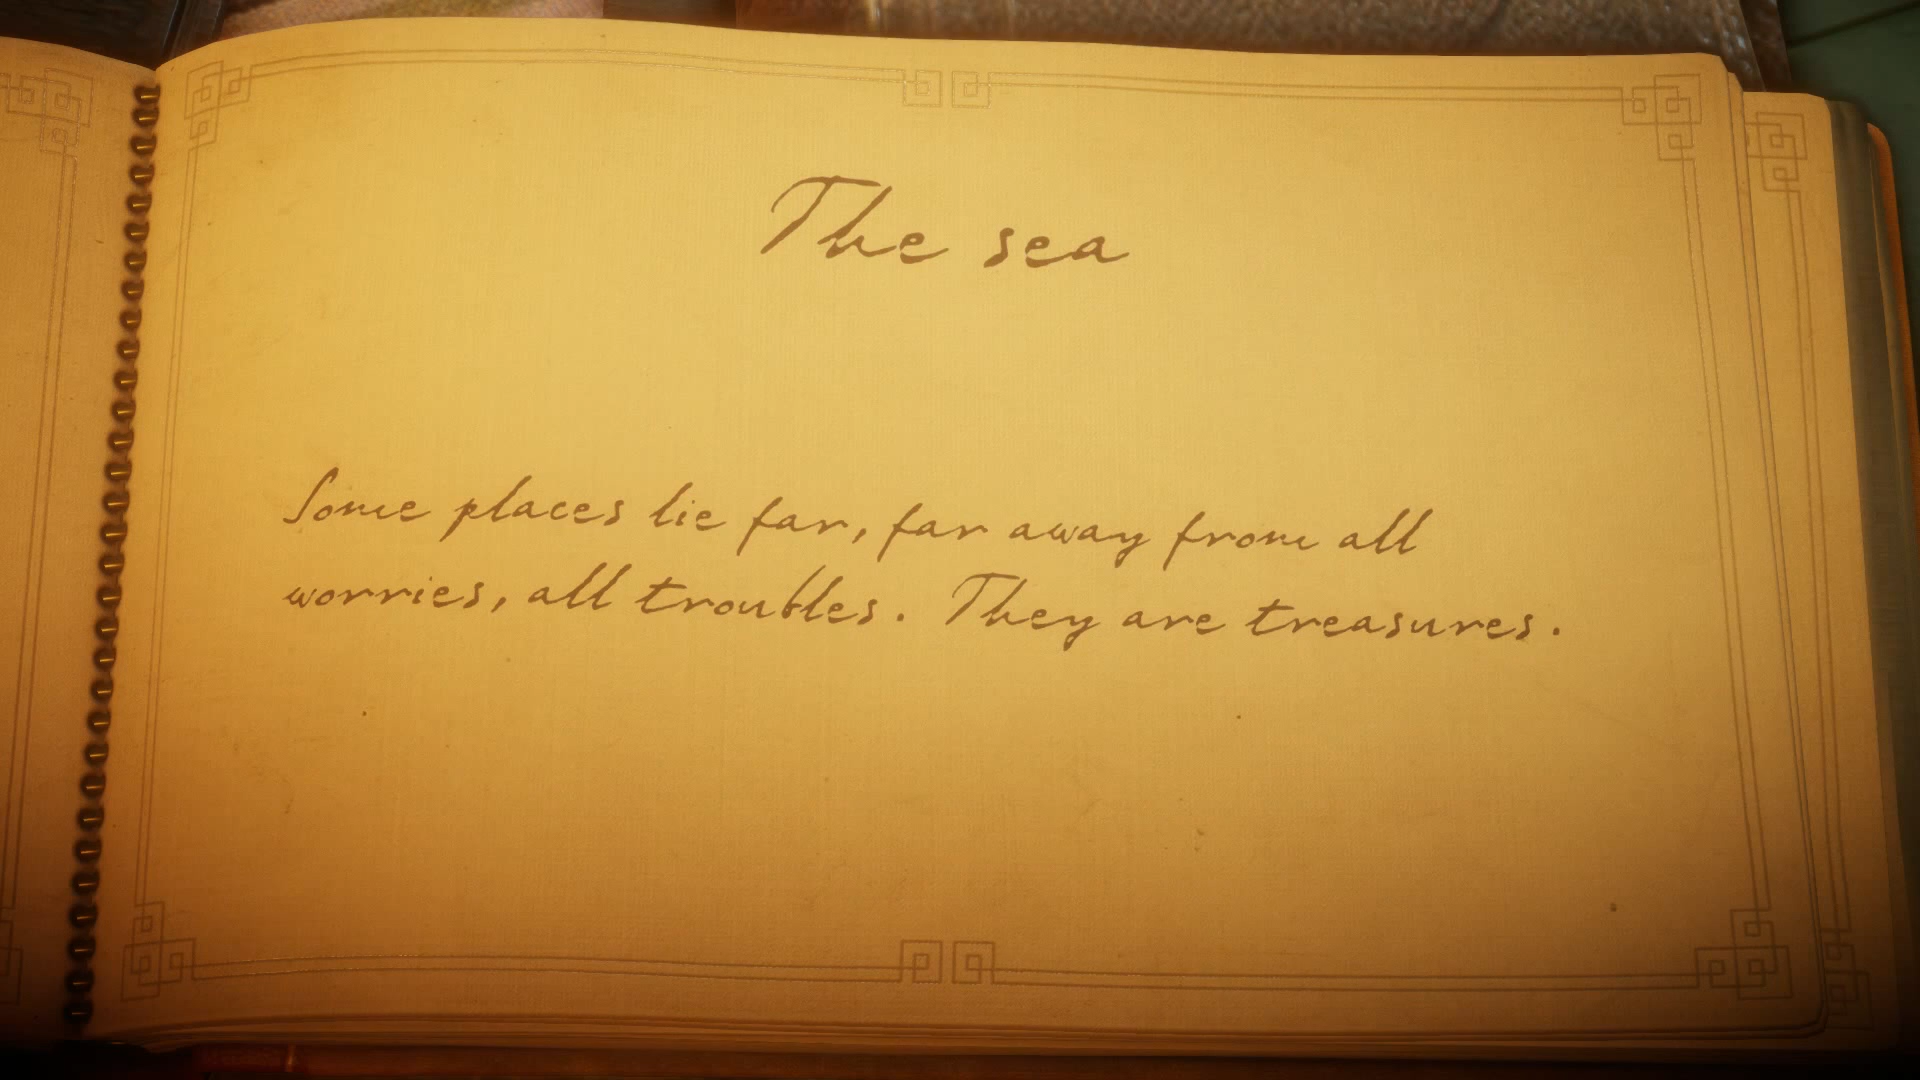 The sea
Some places lie far, far away from all
worries, all troubles. They are treasures.